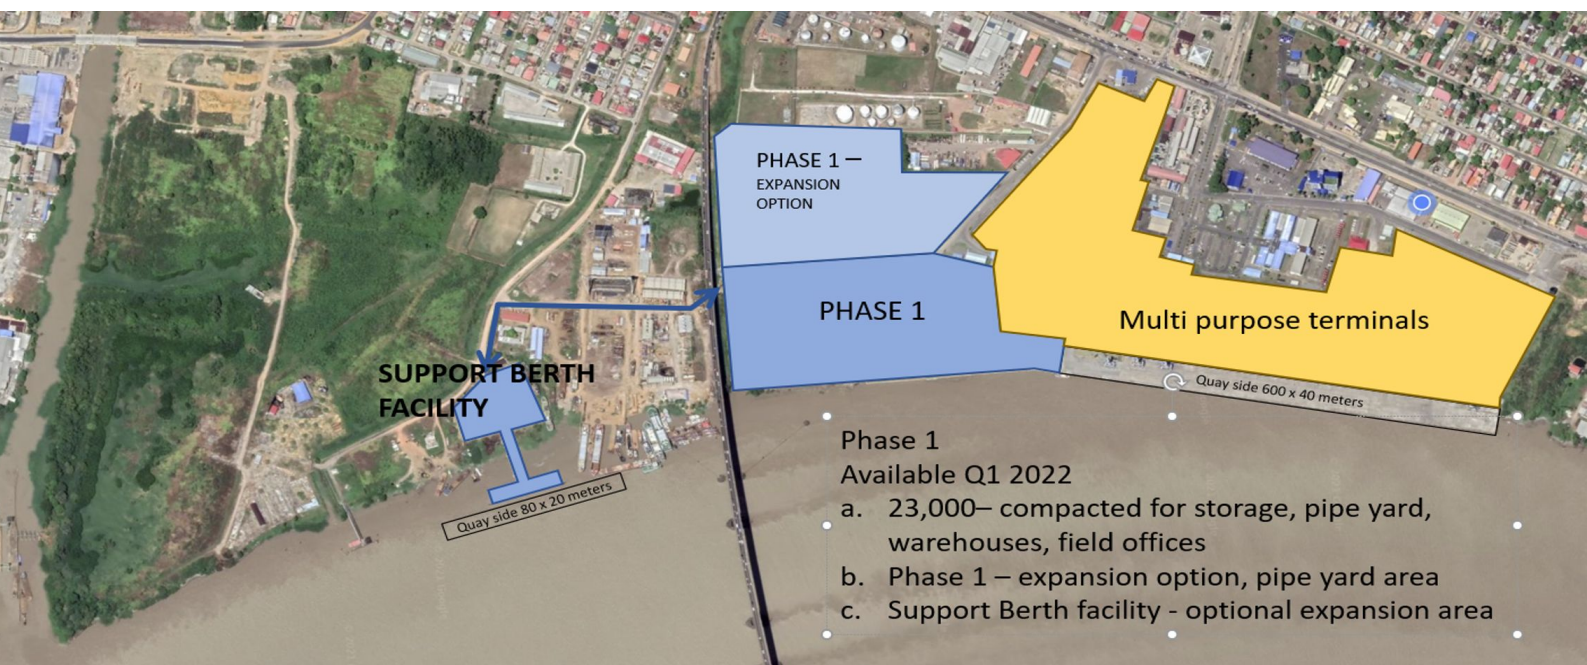 PHASE 1 –
EXPANSION
OPTION
PHASE 1
Multi purpose terminals
SUPPORT BERTH
FACILITY
Quay side 600 x 40 meters
Quay side 80 x 20 meters
Phase 1
Available Q1 2022
a. 23,000– compacted for storage, pipe yard,
warehouses, field offices
b. Phase 1 – expansion option, pipe yard area
c. Support Berth facility - optional expansion area